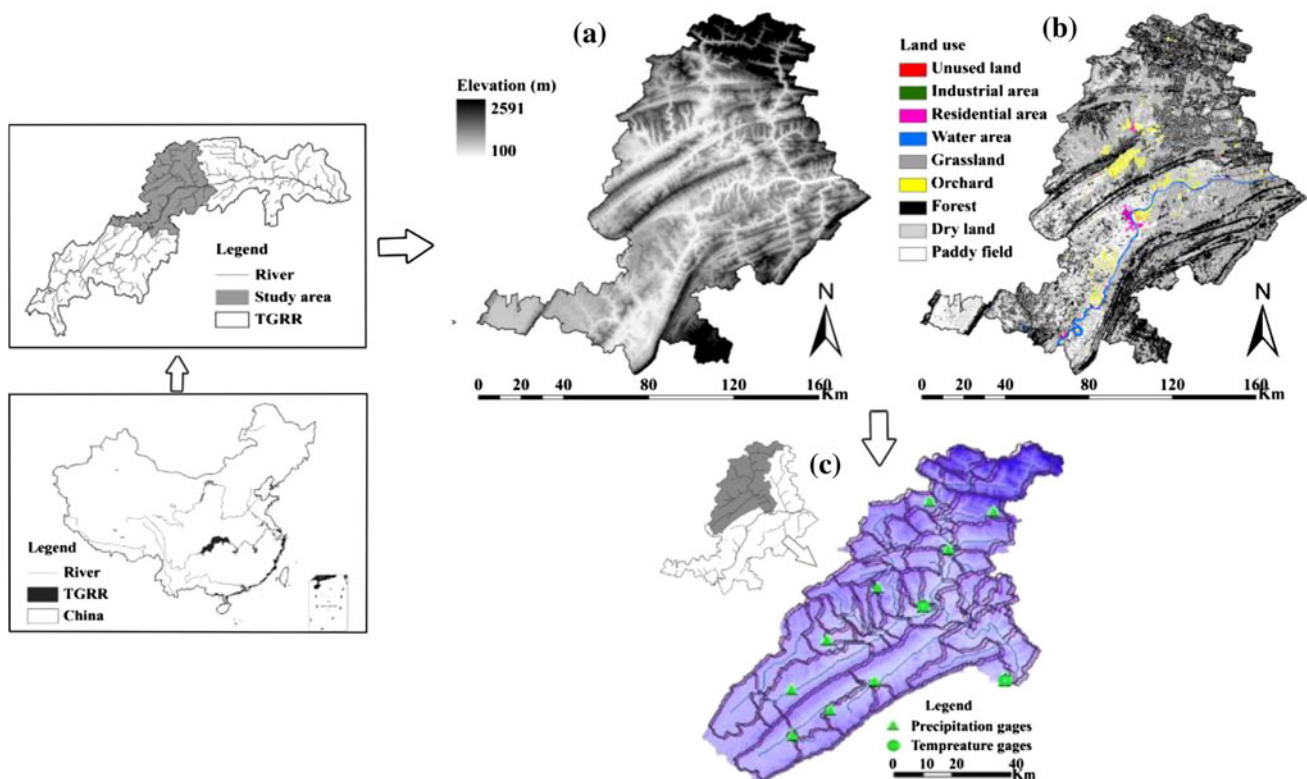 Legend
River
Study area
TGRR
Legend
River
TGRR
China
(a)
Elevation (m)
2591
100
N
0 20 40 80 120 160
Km
(b)
Land use
Unused land
Industrial area
Residential area
Water area
Grassland
Orchard
Forest
Dry land
Paddy field
N
0 20 40 80 120 160
Km
(c)
Legend
Precipitation gages
Tempreature gages
0 10 20 40
Km